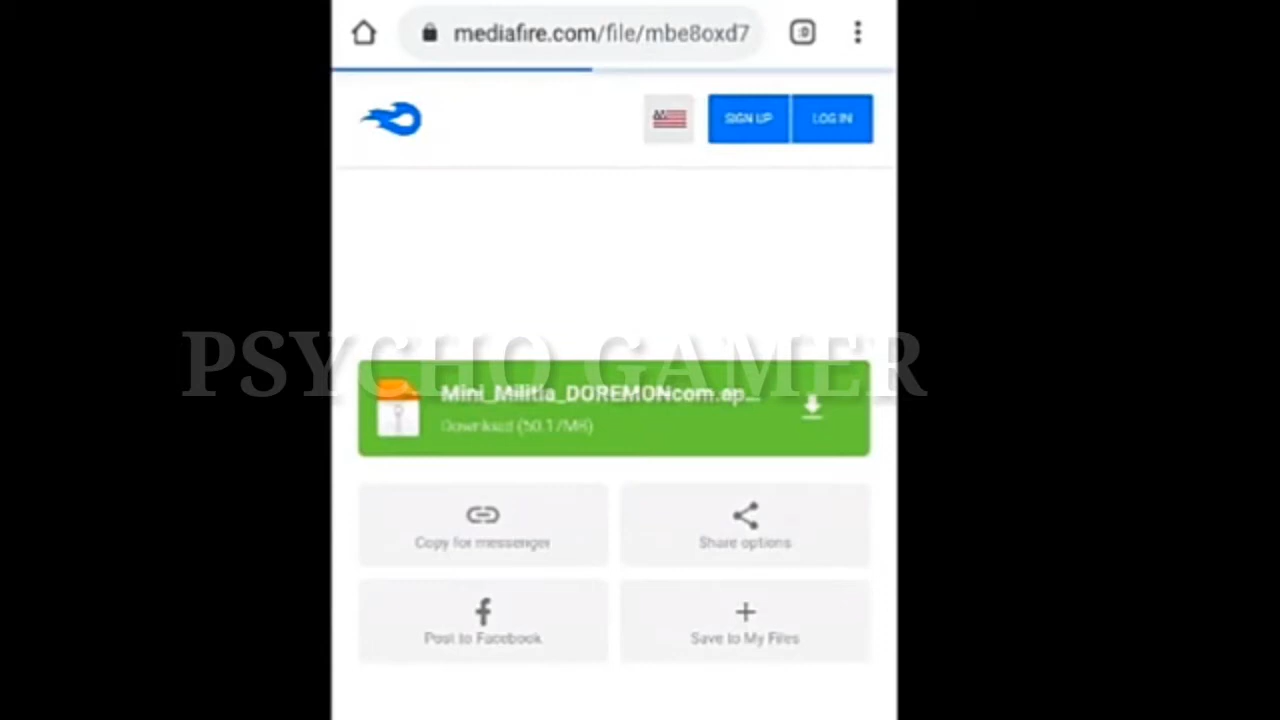 mediafire.com/file/mbe8oxd7
:D
SIGN UP
LOG IN
PSYCHO GAMER
Mini_Militia_DOREMONcom.ap...
Download (50.17MB)
Copy for messenger
Share options
Post to Facebook
Save to My Files